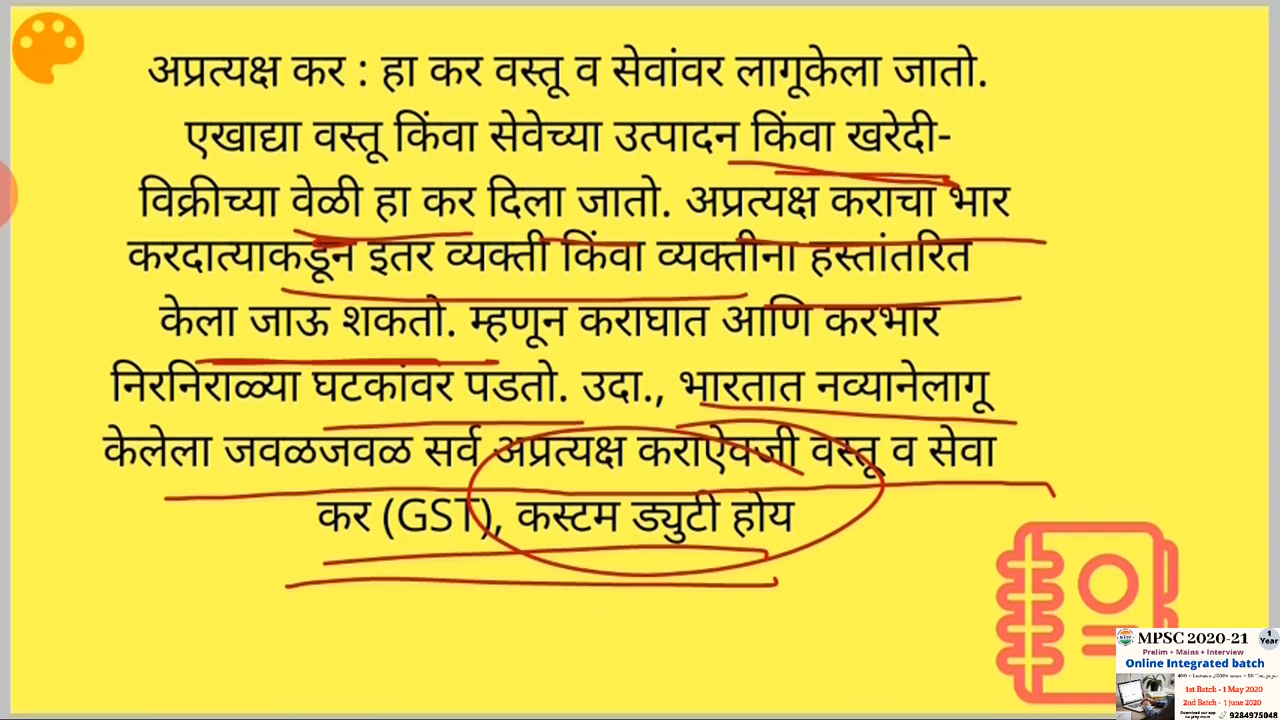 अप्रत्यक्ष कर : हा कर वस्तू व सेवांवर लागूकेला जातो.
एखाद्या वस्तू किंवा सेवेच्या उत्पादन किंवा खरेदी-
विक्रीच्या वेळी हा कर दिला जातो. अप्रत्यक्ष कराचा भार
करदात्याकडून इतर व्यक्ती किंवा व्यक्तींना हस्तांतरित
केला जाऊ शकतो. म्हणून कराघात आणि करभार
निरनिराळ्या घटकांवर पडतो. उदा., भारतात नव्यानेलागू
केलेला जवळजवळ सर्व अप्रत्यक्ष कराऐवजी वस्तू व सेवा
कर (GST), कस्टम ड्युटी होय
MPSC 2020-21
1 Year
Prelim + Mains + Interview
Online Integrated batch
1st Batch - 1 May 2020
2nd Batch - 1 june 2020
9284975048